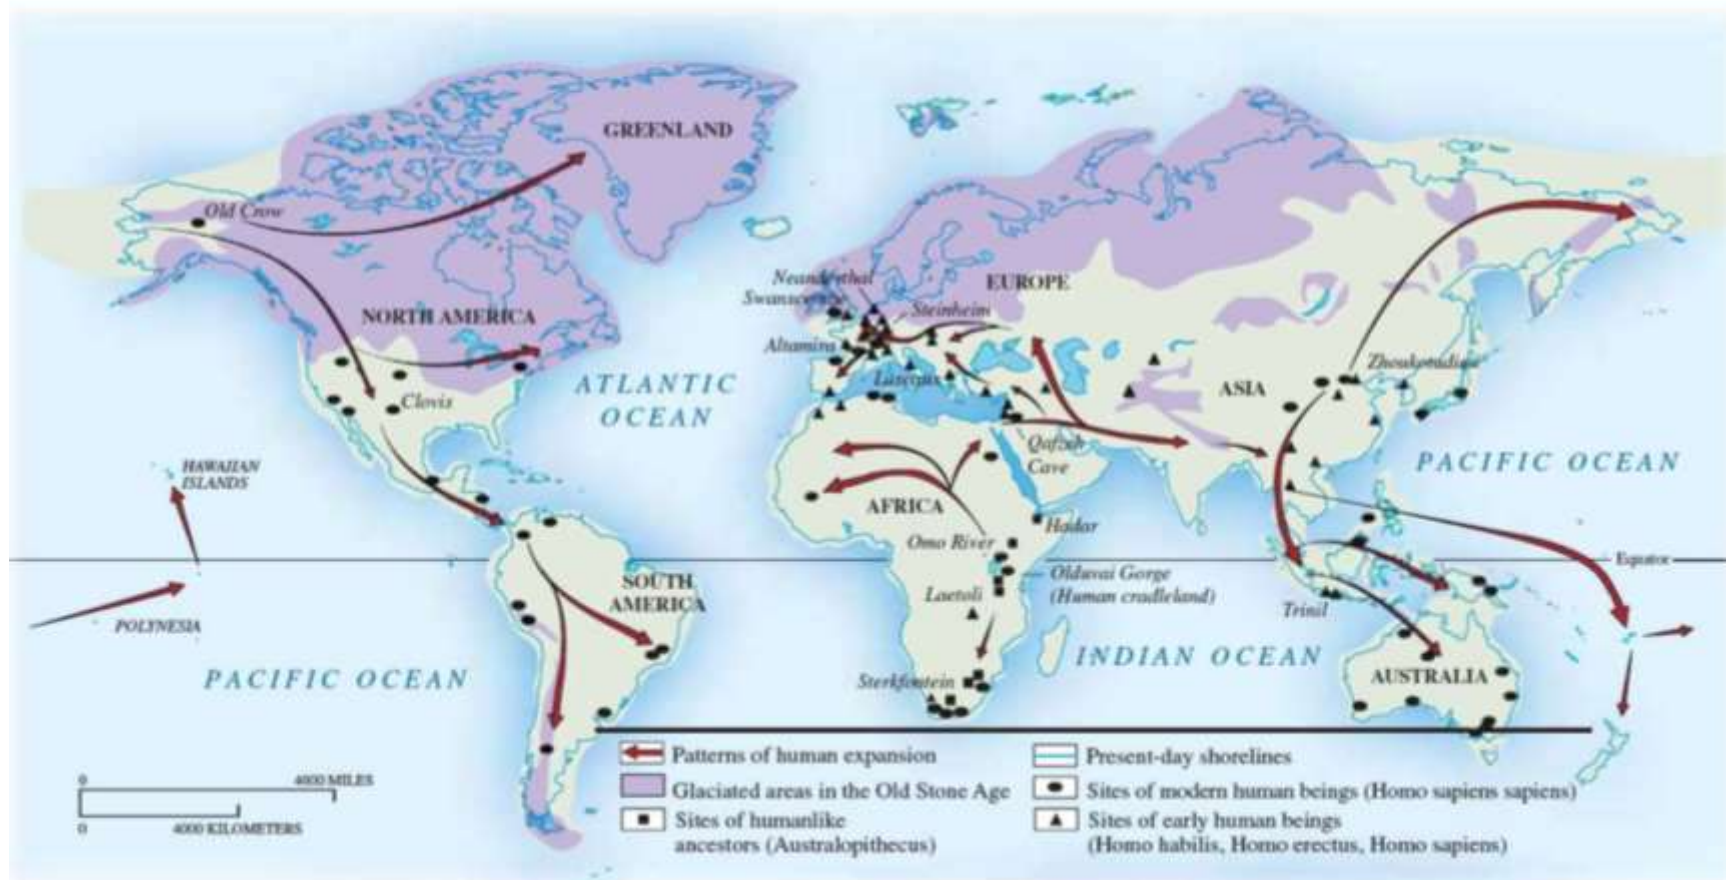 GREENLAND
Old Crow
NORTH AMERICA
Clovis
ATLANTIC
OCEAN
HAWAIIAN
ISLANDS
POLYNESIA
PACIFIC OCEAN
SOUTH
AMERICA
Neanderthal
Steinheim
EUROPE
Altamira
ASIA
Qafzeh
Cave
PACIFIC OCEAN
AFRICA
Hadar
Omo River
Equator
Olduvai Gorge
(Human cradleland)
Laetoli
Trinil
INDIAN OCEAN
Sterkfontein
AUSTRALIA
0 4000 MILES
0 4000 KILOMETERS
Patterns of human expansion
Glaciated areas in the Old Stone Age
Sites of humanlike
ancestors (Australopithecus)
Present-day shorelines
Sites of modern human beings (Homo sapiens sapiens)
Sites of early human beings
(Homo habilis, Homo erectus, Homo sapiens)